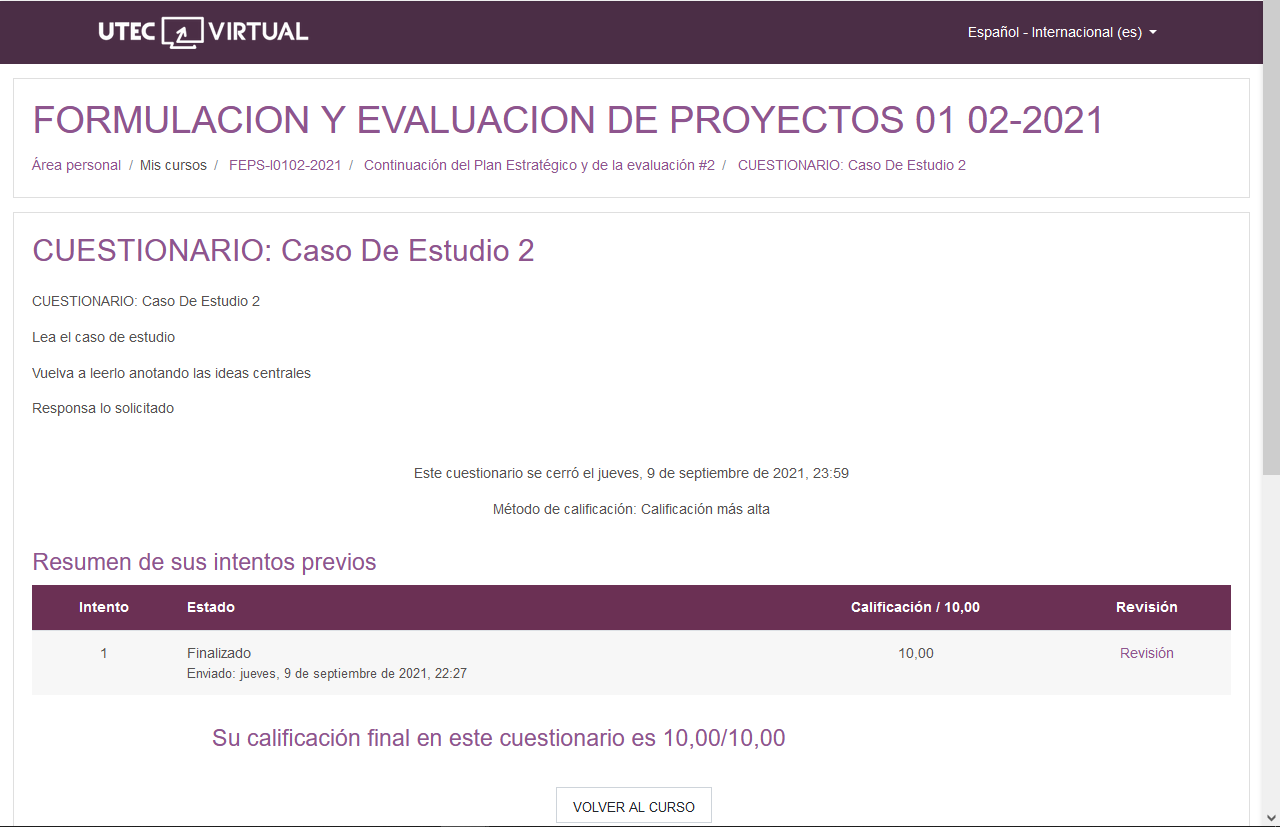 UTEC VIRTUAL
Español - Internacional (es)
FORMULACION Y EVALUACION DE PROYECTOS 01 02-2021
Área personal / Mis cursos / FEPS-I0102-2021 / Continuación del Plan Estratégico y de la evaluación #2 / CUESTIONARIO: Caso De Estudio 2
CUESTIONARIO: Caso De Estudio 2
CUESTIONARIO: Caso De Estudio 2
Lea el caso de estudio
Vuelva a leerlo anotando las ideas centrales
Responsa lo solicitado
Este cuestionario se cerró el jueves, 9 de septiembre de 2021, 23:59
Método de calificación: Calificación más alta
Resumen de sus intentos previos
Intento Estado Calificación / 10,00 Revisión
1 Finalizado 10,00 Revisión
Enviado: jueves, 9 de septiembre de 2021, 22:27
Su calificación final en este cuestionario es 10,00/10,00
VOLVER AL CURSO